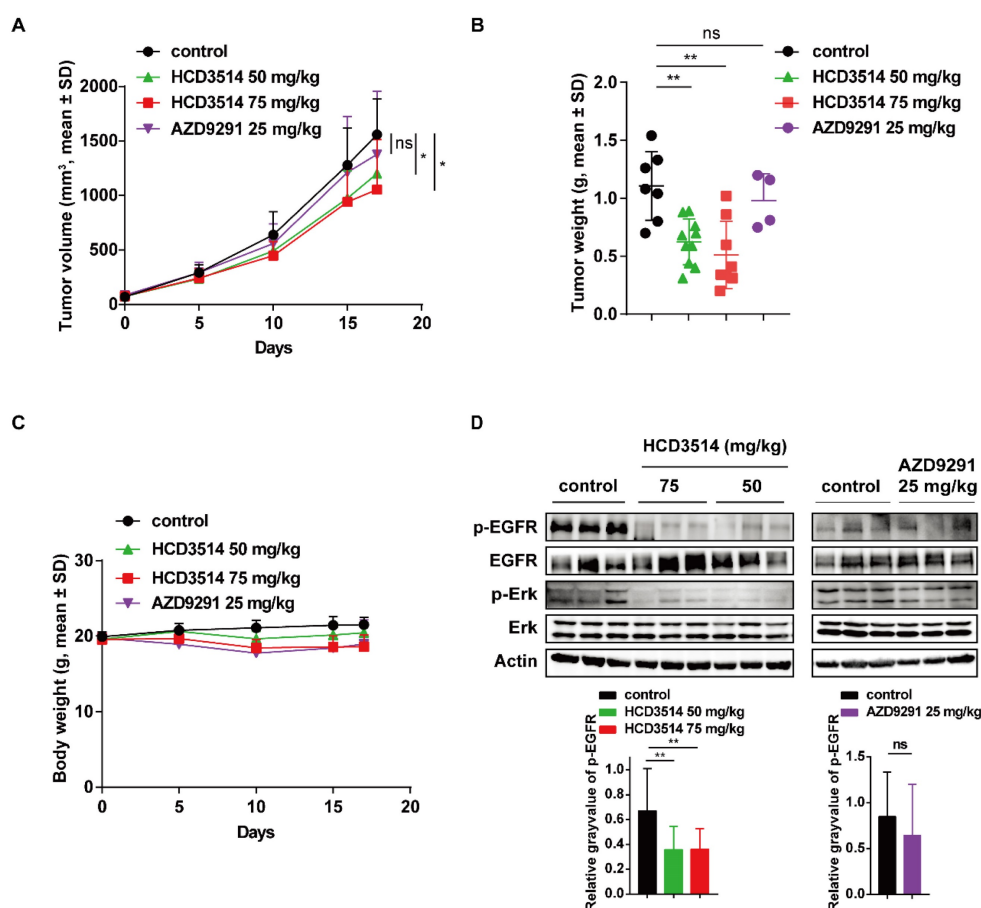 A
control
HCD3514 50 mg/kg
HCD3514 75 mg/kg
AZD9291 25 mg/kg
Tumor volume (mm³, mean ± SD)
2000
1500
1000
500
0
0 5 10 15 20
Days
ns
*
*
B
ns
**
**
control
HCD3514 50 mg/kg
HCD3514 75 mg/kg
AZD9291 25 mg/kg
Tumor weight (g, mean ± SD)
2.0
1.5
1.0
0.5
0.0
C
control
HCD3514 50 mg/kg
HCD3514 75 mg/kg
AZD9291 25 mg/kg
Body weight (g, mean ± SD)
30
20
10
0
0 5 10 15 20
Days
D
HCD3514 (mg/kg)
control 75 50
control
AZD9291
25 mg/kg
p-EGFR
EGFR
p-Erk
Erk
Actin
control
HCD3514 50 mg/kg
HCD3514 75 mg/kg
Relative grayvalue of p-EGFR
1.0
0.8
0.6
0.4
0.2
0.0
**
**
control
AZD9291 25 mg/kg
Relative grayvalue of p-EGFR
1.5
1.0
0.5
0.0
ns